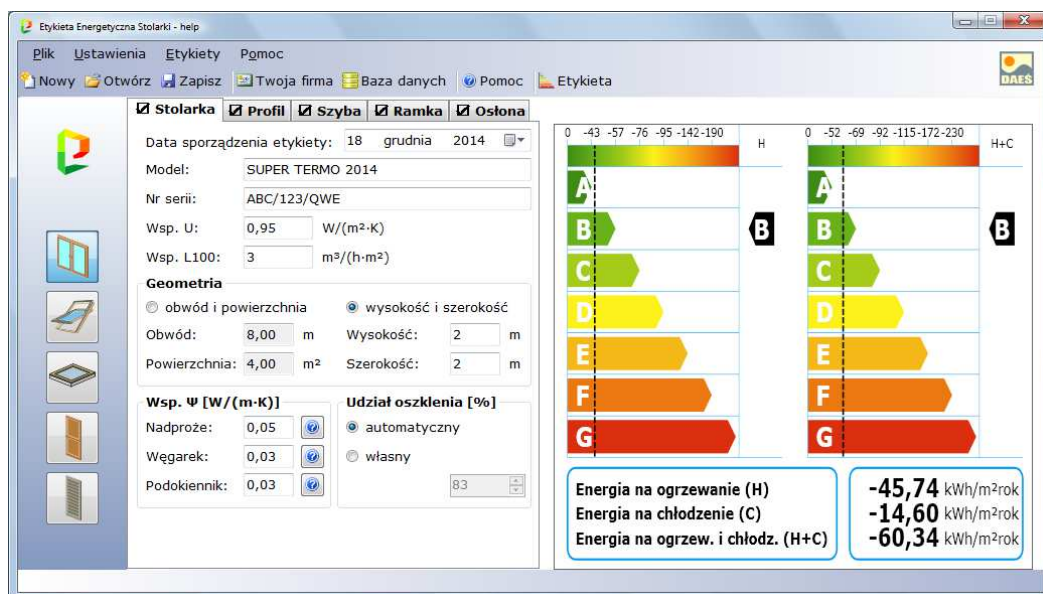 Etykieta Energetyczna Stolarki - help
Plik Ustawienia Etykiety Pomoc
Nowy Otwórz Zapisz Twoja firma Baza danych Pomoc Etykieta
DAEŚ
Stolarka Profil Szyba Ramka Osłona
Data sporządzenia etykiety: 18 grudnia 2014
Model: SUPER TERMO 2014
Nr serii: ABC/123/QWE
Wsp. U: 0,95 W/(m²·K)
Wsp. L100: 3 m³/(h·m²)
Geometria
obwód i powierzchnia wysokość i szerokość
Obwód: 8,00 m Wysokość: 2 m
Powierzchnia: 4,00 m² Szerokość: 2 m
Wsp. Ψ [W/(m·K)] Udział oszklenia [%]
Nadproże: 0,05 automatyczny
Węgarek: 0,03 własny
Podokiennik: 0,03 83
0 -43 -57 -76 -95 -142 -190 H
A
B B
C
D
E
F
G
0 -52 -69 -92 -115 -172 -230 H+C
A
B B
C
D
E
F
G
Energia na ogrzewanie (H) -45,74 kWh/m²rok
Energia na chłodzenie (C) -14,60 kWh/m²rok
Energia na ogrzew. i chłodz. (H+C) -60,34 kWh/m²rok